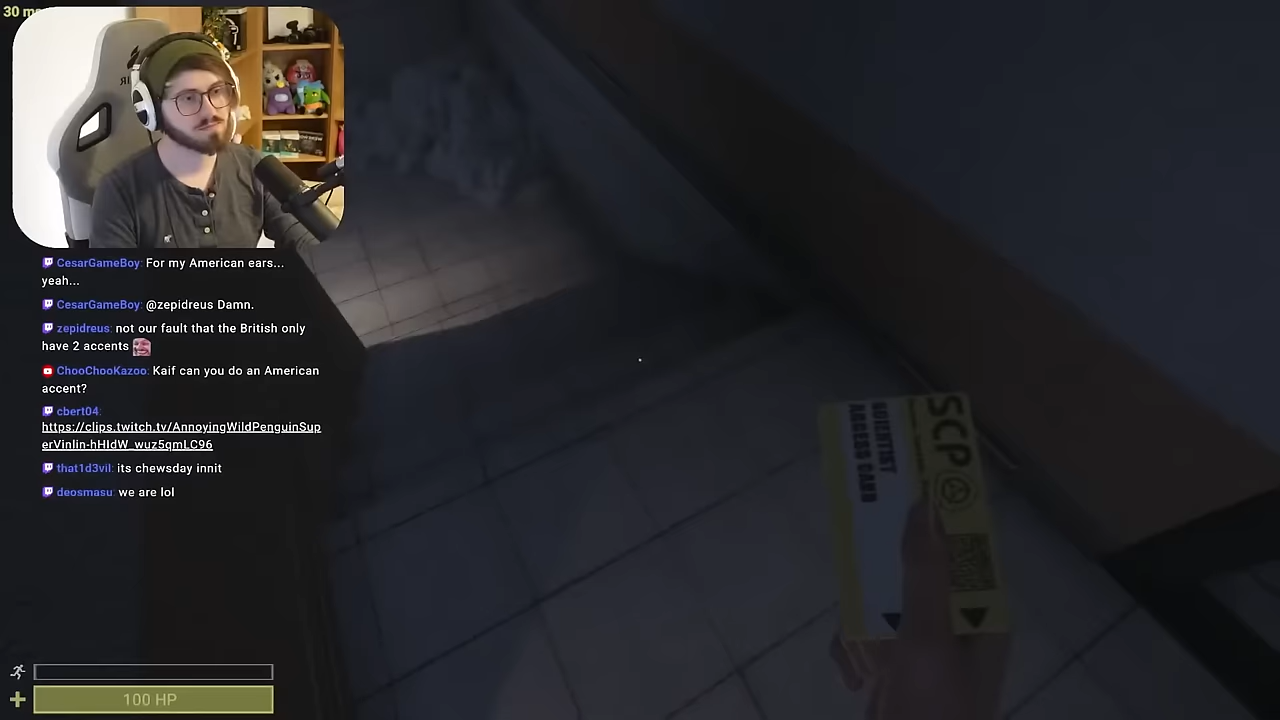 30 ms
CesarGameBoy: For my American ears...
yeah...
CesarGameBoy: @zepidreus Damn.
zepidreus: not our fault that the British only
have 2 accents
ChooChooKazoo: Kaif can you do an American
accent?
cbert04:
https://clips.twitch.tv/AnnoyingWildPenguinSup
erVinlin-hHIdW_wuz5qmLC96
that1d3vil: its chewsday innit
deosmasu: we are lol
SCP
SCIENTIST
ACCESS CARD
100 HP